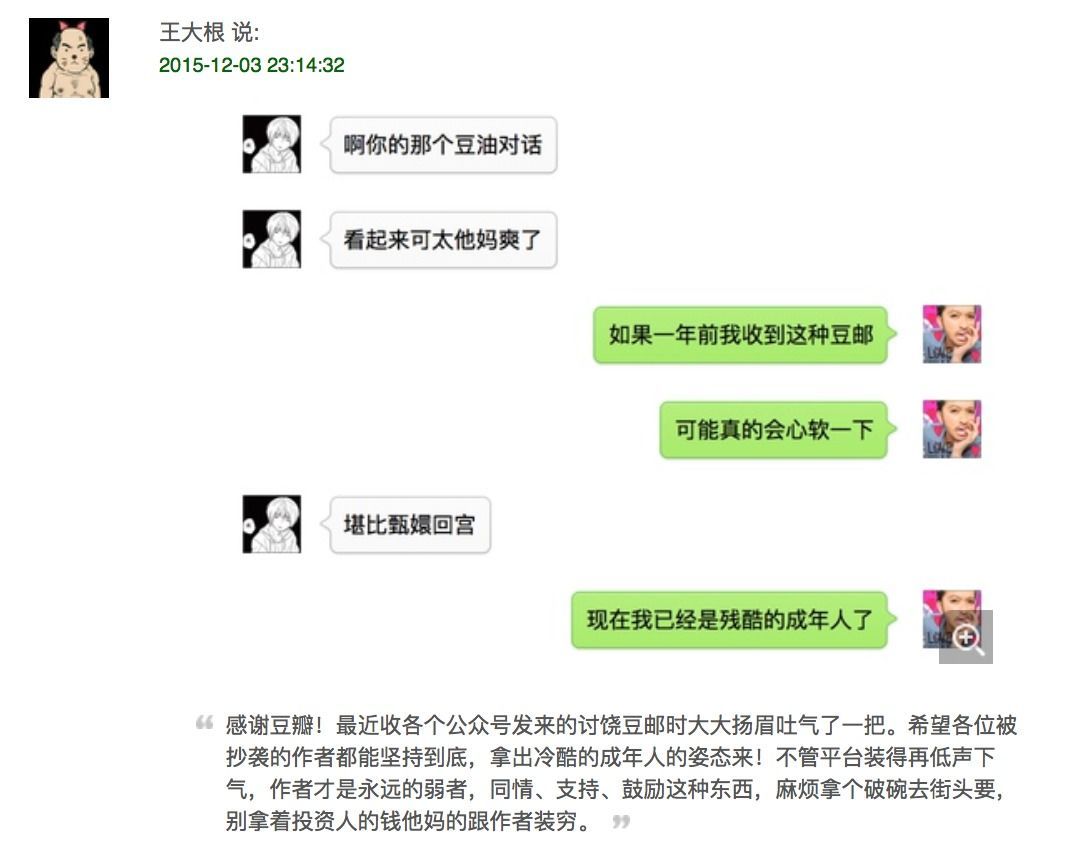 王大根 说:
2015-12-03 23:14:32
啊你的那个豆油对话
看起来可太他妈爽了
如果一年前我收到这种豆邮
可能真的会心软一下
堪比甄嬛回宫
现在我已经是残酷的成年人了
“ 感谢豆瓣！最近收各个公众号发来的讨饶豆邮时大大扬眉吐气了一把。希望各位被
抄袭的作者都能坚持到底，拿出冷酷的成年人的姿态来！不管平台装得再低声下
气，作者才是永远的弱者，同情、支持、鼓励这种东西，麻烦拿个破碗去街头要，
别拿着投资人的钱他妈的跟作者装穷。 ”